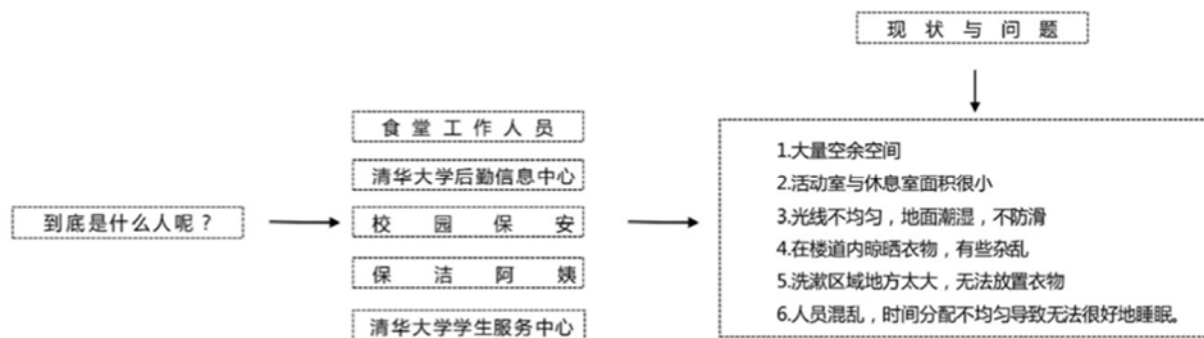 现状与问题
食堂工作人员
清华大学后勤信息中心
到底是什么人呢？
校园保安
保洁阿姨
清华大学学生服务中心
1.大量空余空间
2.活动室与休息室面积很小
3.光线不均匀，地面潮湿，不防滑
4.在楼道内晾晒衣物，有些杂乱
5.洗漱区域地方太大，无法放置衣物
6.人员混乱，时间分配不均匀导致无法很好地睡眠。